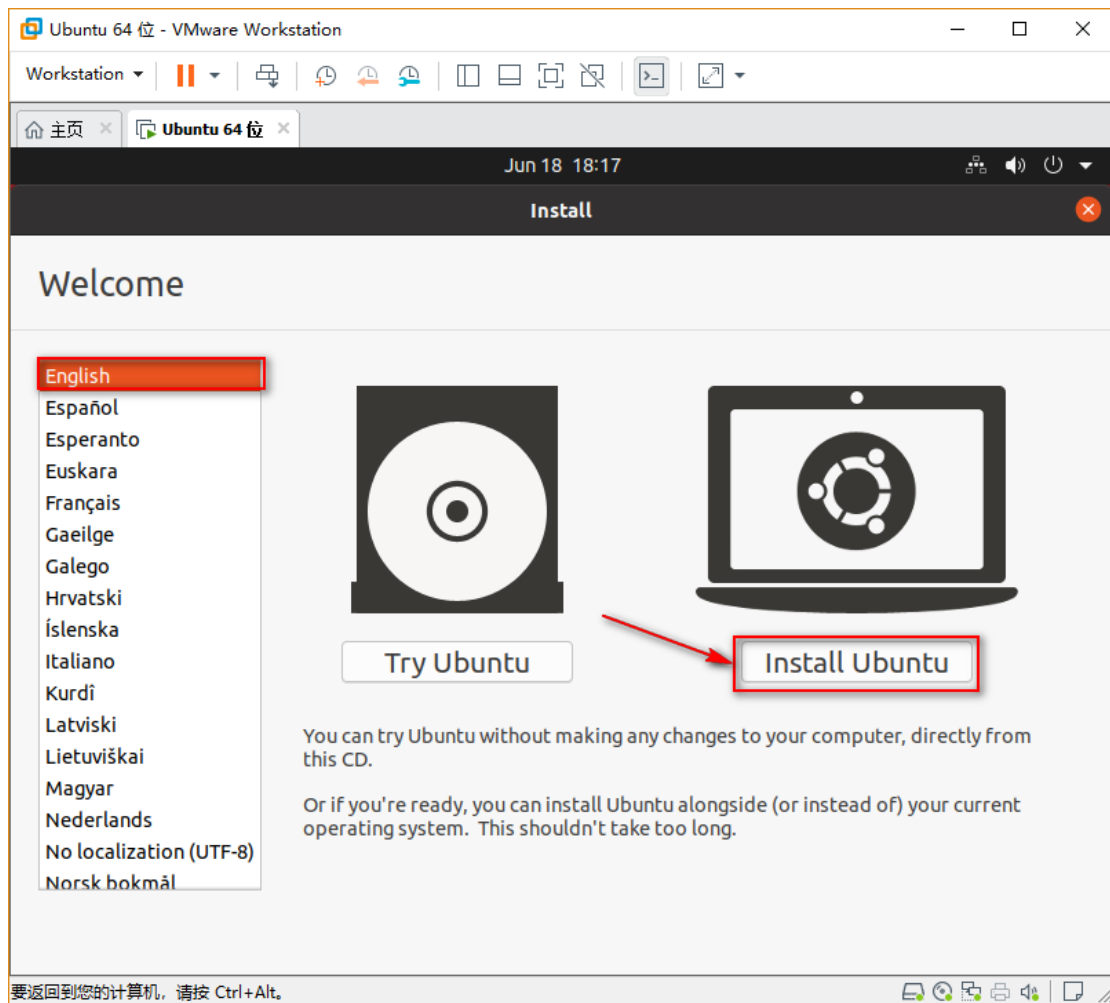 Ubuntu 64 位 - VMware Workstation
Workstation
主页
Ubuntu 64 位
Jun 18 18:17
Install
Welcome
English
Español
Esperanto
Euskara
Français
Gaeilge
Galego
Hrvatski
Íslenska
Italiano
Kurdî
Latviski
Lietuviškai
Magyar
Nederlands
No localization (UTF-8)
Norsk bokmål
Try Ubuntu
Install Ubuntu
You can try Ubuntu without making any changes to your computer, directly from
this CD.
Or if you're ready, you can install Ubuntu alongside (or instead of) your current
operating system. This shouldn't take too long.
要返回到您的计算机，请按 Ctrl+Alt。